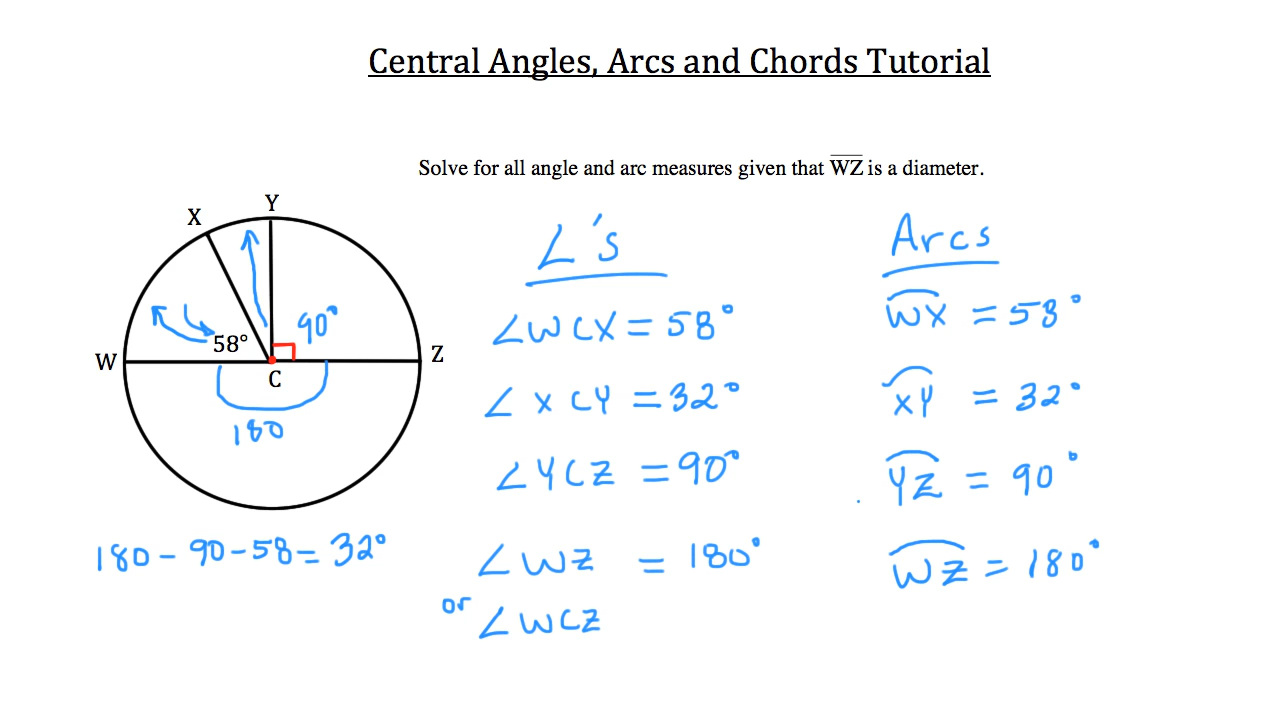 Central Angles, Arcs and Chords Tutorial
Solve for all angle and arc measures given that W̅Z̅ is a diameter.
X
Y
W
Z
C
58°
90°
180
180 - 90 - 58 = 32°
∠'s
∠WCX = 58°
∠XCY = 32°
∠YCZ = 90°
∠WZ = 180°
or ∠WCZ
Arcs
WX = 58°
XY = 32°
YZ = 90°
WZ = 180°